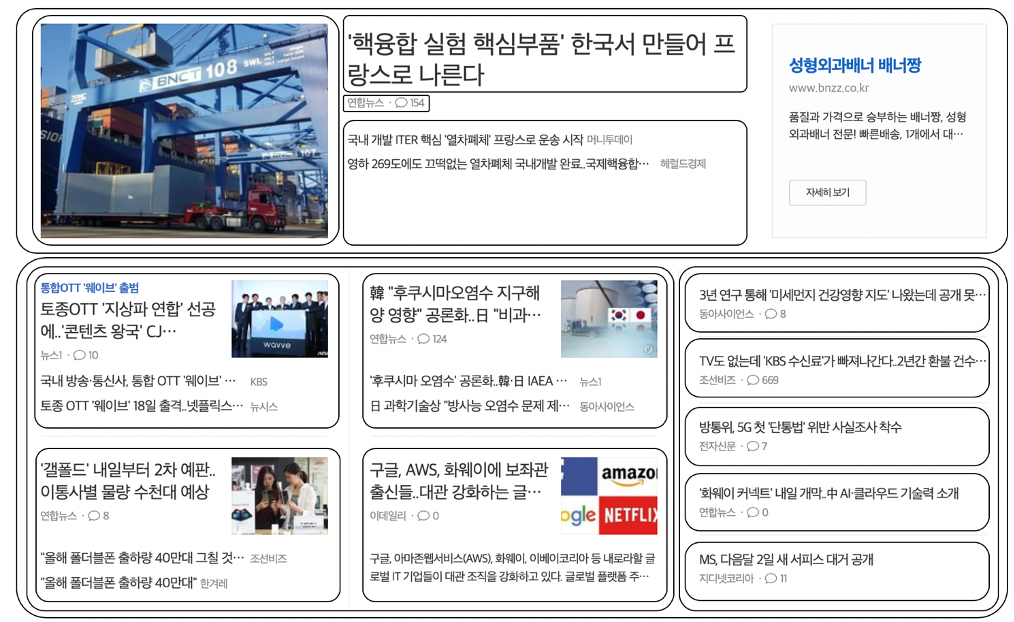 BNCT 108 SWL
107
'핵융합 실험 핵심부품' 한국서 만들어 프
랑스로 나른다
연합뉴스 · 154
국내 개발 ITER 핵심 '열차폐체' 프랑스로 운송 시작 머니투데이
영하 269도에도 끄떡없는 열차폐체 국내개발 완료..국제핵융합… 헤럴드경제
성형외과배너 배너짱
www.bnzz.co.kr
품질과 가격으로 승부하는 배너짱, 성형
외과배너 전문! 빠른배송, 1개에서 대…
자세히 보기
통합OTT '웨이브' 출범
토종OTT '지상파 연합' 선공
에..'콘텐츠 왕국' CJ…
뉴스1 · 10
wavve
국내 방송·통신사, 통합 OTT '웨이브' … KBS
토종 OTT '웨이브' 18일 출격..넷플릭스… 뉴시스
韓 "후쿠시마오염수 지구해
양 영향" 공론화..日 "비과…
연합뉴스 · 124
'후쿠시마 오염수' 공론화..韓·日 IAEA … 뉴스1
日 과학기술상 "방사능 오염수 문제 제… 동아사이언스
'갤폴드' 내일부터 2차 예판..
이통사별 물량 수천대 예상
연합뉴스 · 8
"올해 폴더블폰 출하량 40만대 그칠 것… 조선비즈
"올해 폴더블폰 출하량 40만대" 한겨레
구글, AWS, 화웨이에 보좌관
출신들..대관 강화하는 글…
이데일리 · 0
amazo
ogle NETFLIX
구글, 아마존웹서비스(AWS), 화웨이, 이베이코리아 등 내로라할 글
로벌 IT 기업들이 대관 조직을 강화하고 있다. 글로벌 플랫폼 주…
3년 연구 통해 '미세먼지 건강영향 지도' 나왔는데 공개 못…
동아사이언스 · 8
TV도 없는데 'KBS 수신료'가 빠져나간다..2년간 환불 건수…
조선비즈 · 669
방통위, 5G 첫 '단통법' 위반 사실조사 착수
전자신문 · 7
'화웨이 커넥트' 내일 개막..中 AI·클라우드 기술력 소개
연합뉴스 · 0
MS, 다음달 2일 새 서피스 대거 공개
지디넷코리아 · 11